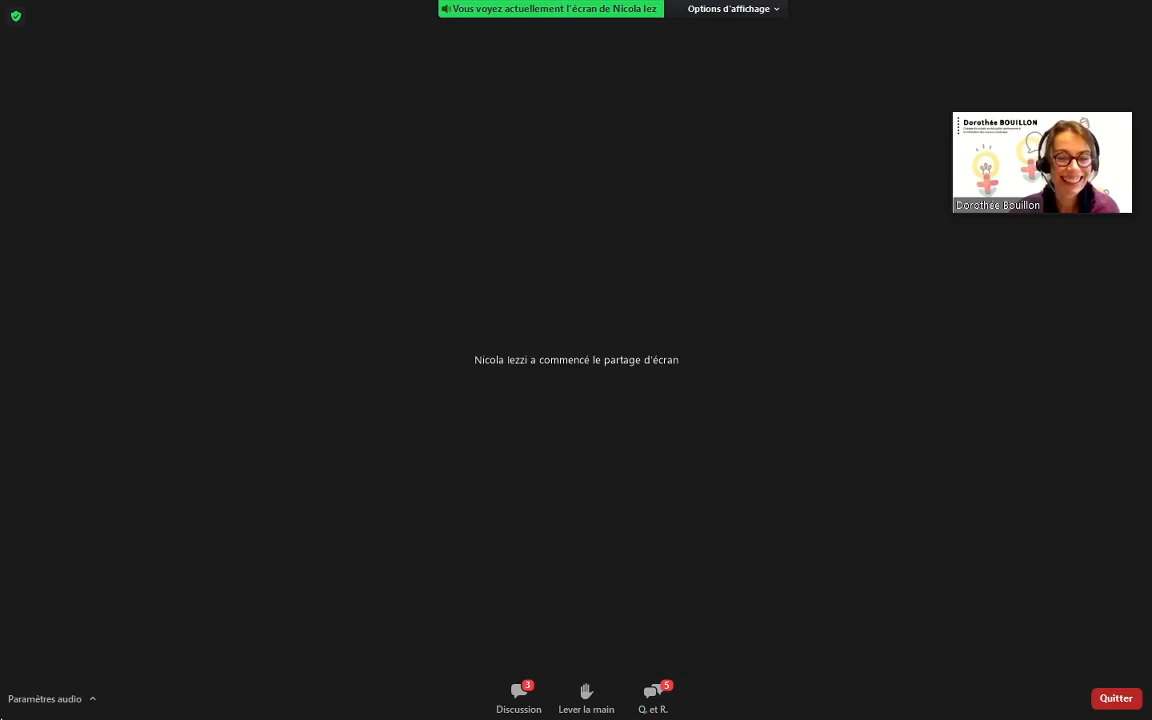 Vous voyez actuellement l'écran de Nicola Iez
Options d'affichage
Dorothée BOUILLON
Dorothée Bouillon
Nicola Iezzi a commencé le partage d'écran
Paramètres audio
3
Discussion
Lever la main
5
Q. et R.
Quitter